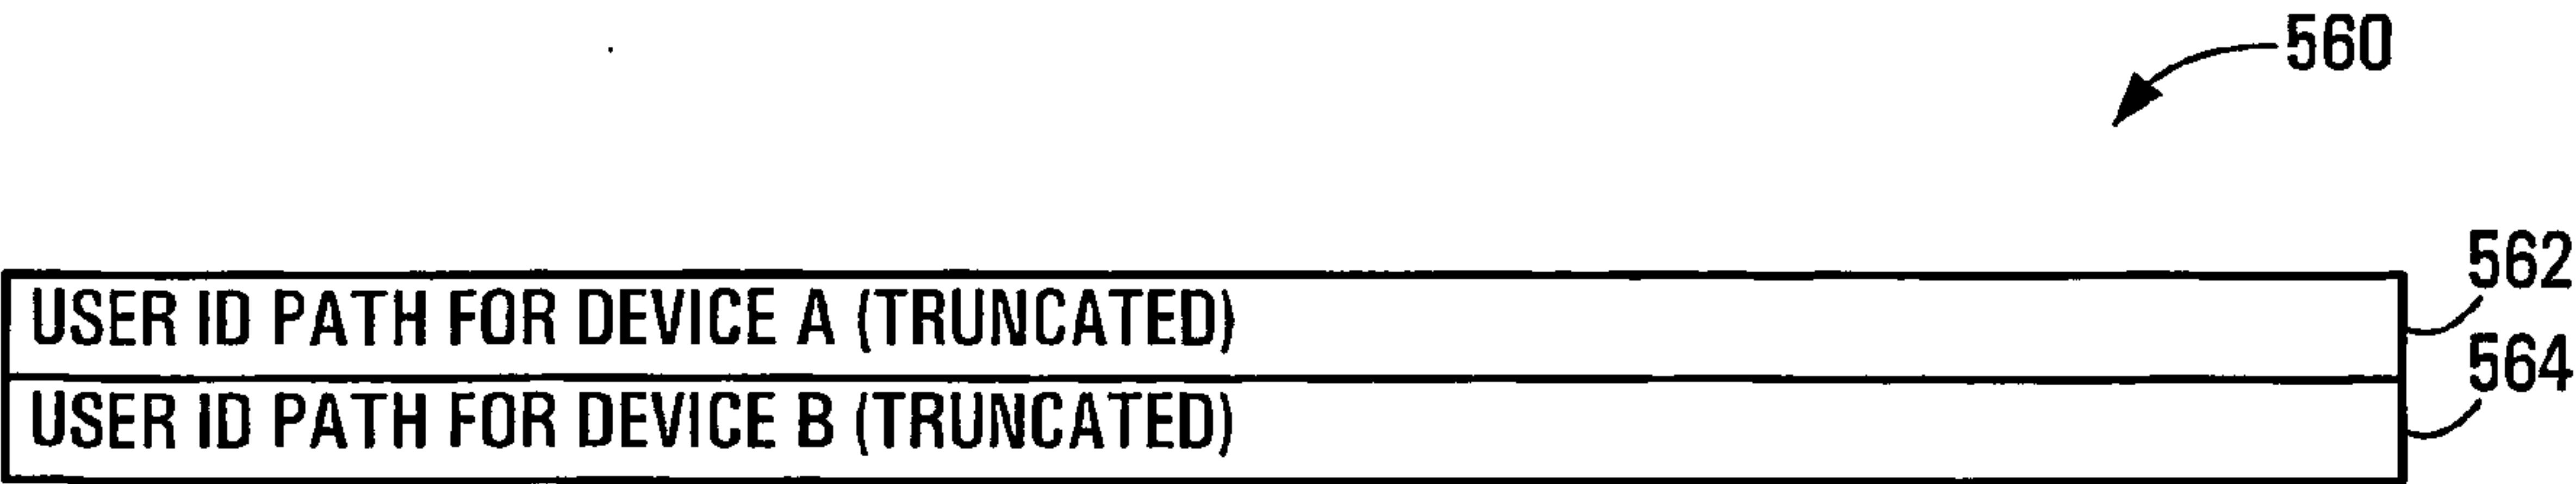 560
562
USER ID PATH FOR DEVICE A (TRUNCATED)
564
USER ID PATH FOR DEVICE B (TRUNCATED)